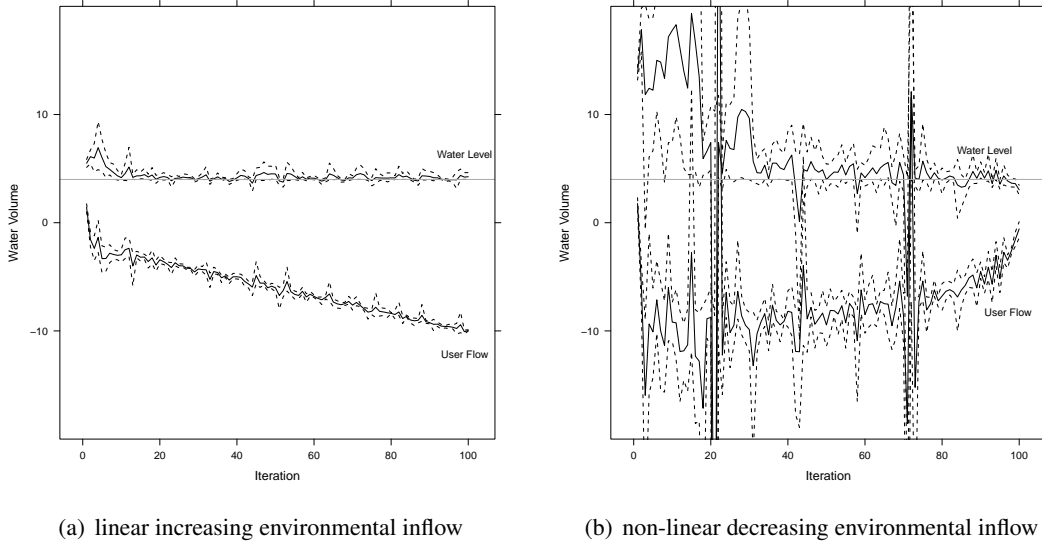 10
0
−10
Water Volume
Water Level
User Flow
0 20 40 60 80 100
Iteration
(a) linear increasing environmental inflow
10
0
−10
Water Volume
Water Level
User Flow
0 20 40 60 80 100
Iteration
(b) non-linear decreasing environmental inflow